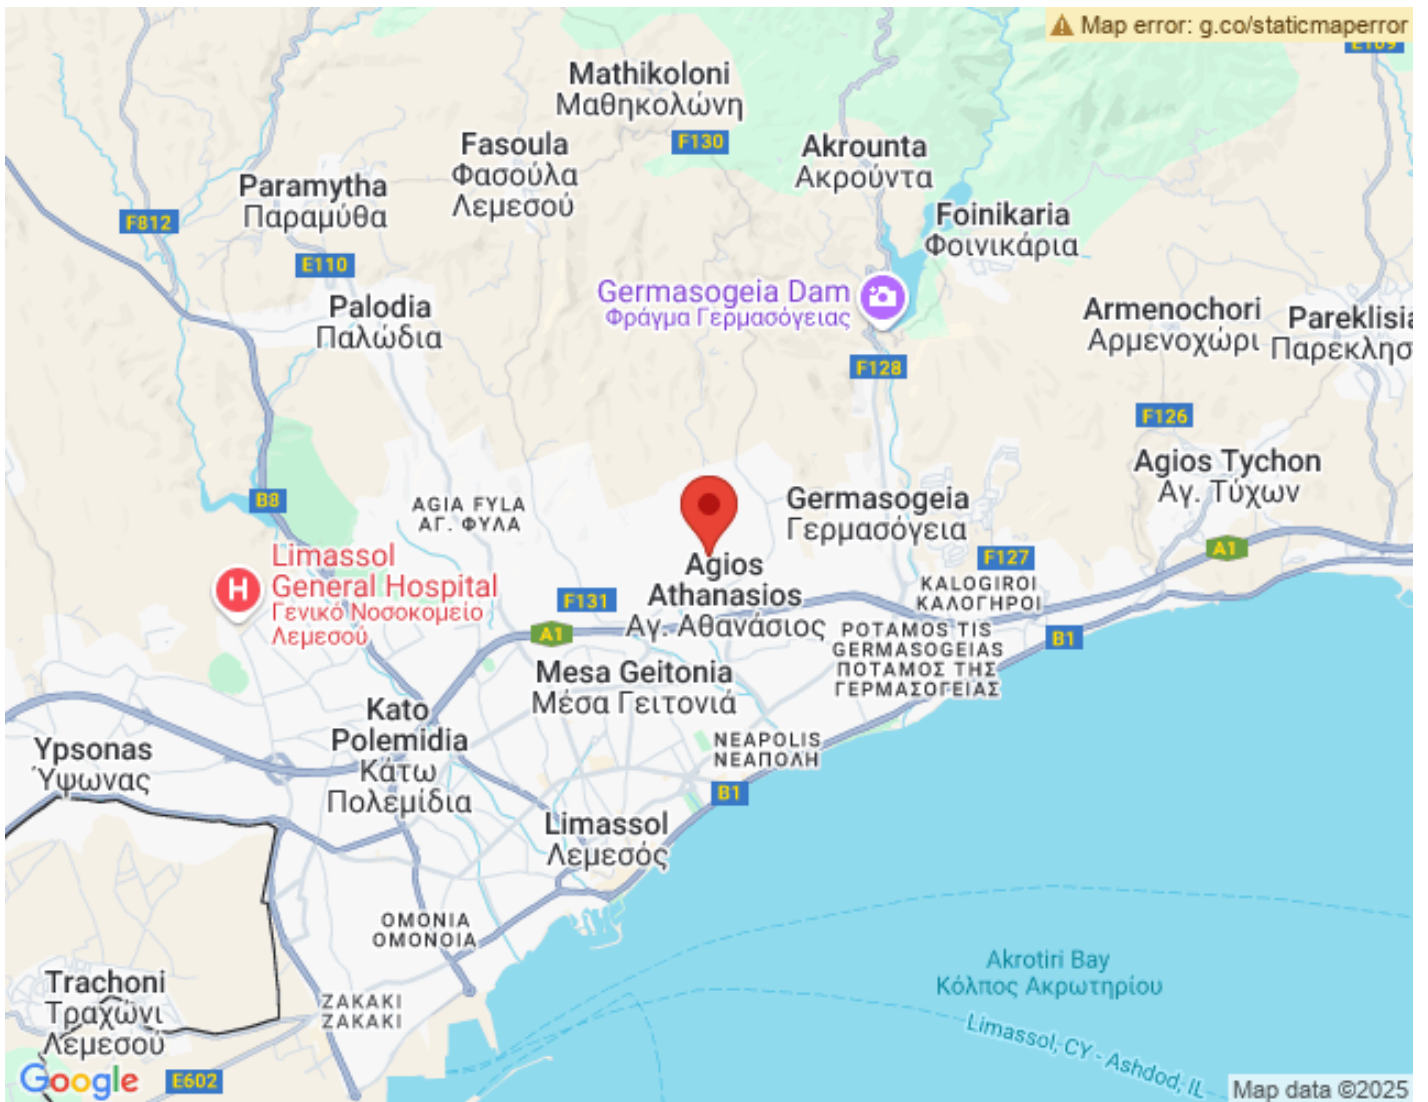 Map error: g.co/staticmaperror
E109
Mathikoloni
Μαθηκολώνη
F130
Fasoula
Φασούλα
Λεμεσού
Akrounta
Ακρούντα
Paramytha
Παραμύθα
F812
Foinikaria
Φοινικάρια
E110
Germasogeia Dam
Φράγμα Γερμασόγειας
Palodia
Παλώδια
Armenochori
Αρμενοχώρι
Pareklisia
Παρεκλησ
F128
F126
Agios Tychon
Αγ. Τύχων
B8
AGIA FYLA
ΑΓ. ΦΥΛΑ
Germasogeia
Γερμασόγεια
A1
Limassol
General Hospital
Γενικό Νοσοκομείο
Λεμεσού
H
Agios
Athanasios
Αγ. Αθανάσιος
F127
KALOGIROI
ΚΑΛΟΓΗΡΟΙ
F131
A1
POTAMOS TIS
GERMASOGEIAS
ΠΟΤΑΜΟΣ ΤΗΣ
ΓΕΡΜΑΣΟΓΕΙΑΣ
B1
Mesa Geitonia
Μέσα Γειτονιά
Kato
Polemidia
Κάτω
Πολεμίδια
Ypsonas
Ύψωνας
NEAPOLIS
ΝΕΑΠΟΛΗ
B1
Limassol
Λεμεσός
OMONIA
ΟΜΟΝΟΙΑ
Akrotiri Bay
Κόλπος Ακρωτηρίου
Trachoni
Τραχώνι
Λεμεσού
ZAKAKI
ΖΑΚΑΚΙ
Limassol, CY - Ashdod, IL
Google
E602
Map data ©2025